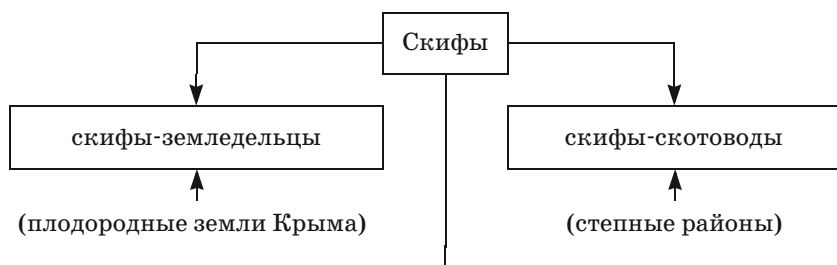 Скифы
скифы-земледельцы
скифы-скотоводы
(плодородные земли Крыма)
(степные районы)